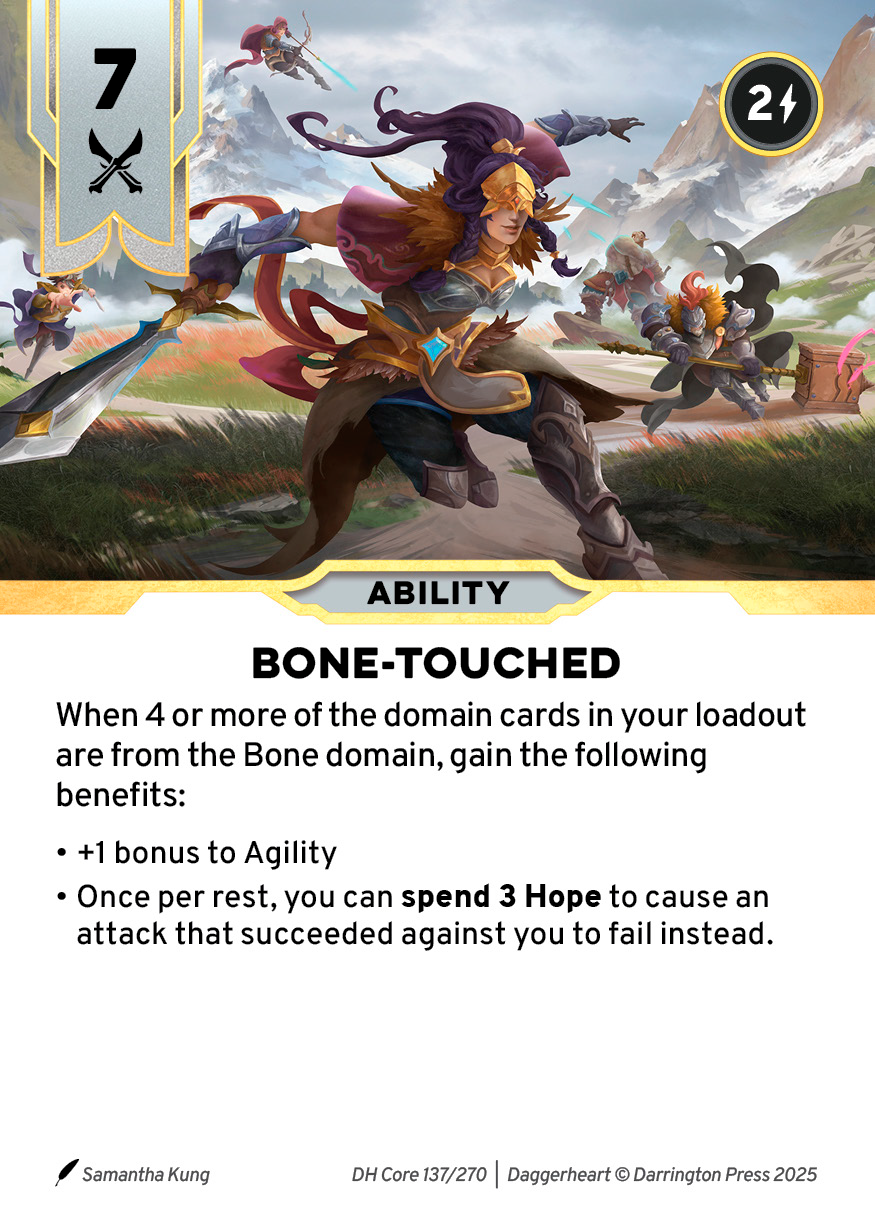 7
2
ABILITY
BONE-TOUCHED
When 4 or more of the domain cards in your loadout
are from the Bone domain, gain the following
benefits:
• +1 bonus to Agility
• Once per rest, you can spend 3 Hope to cause an
attack that succeeded against you to fail instead.
Samantha Kung
DH Core 137/270 | Daggerheart © Darrington Press 2025